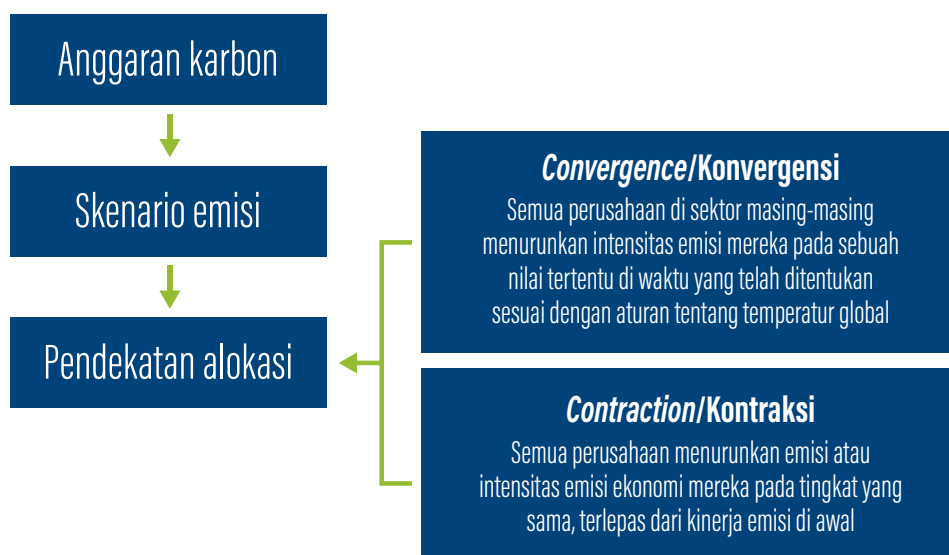 Anggaran karbon
Skenario emisi
Pendekatan alokasi
Convergence/Konvergensi
Semua perusahaan di sektor masing-masing
menurunkan intensitas emisi mereka pada sebuah
nilai tertentu di waktu yang telah ditentukan
sesuai dengan aturan tentang temperatur global
Contraction/Kontraksi
Semua perusahaan menurunkan emisi atau
intensitas emisi ekonomi mereka pada tingkat yang
sama, terlepas dari kinerja emisi di awal